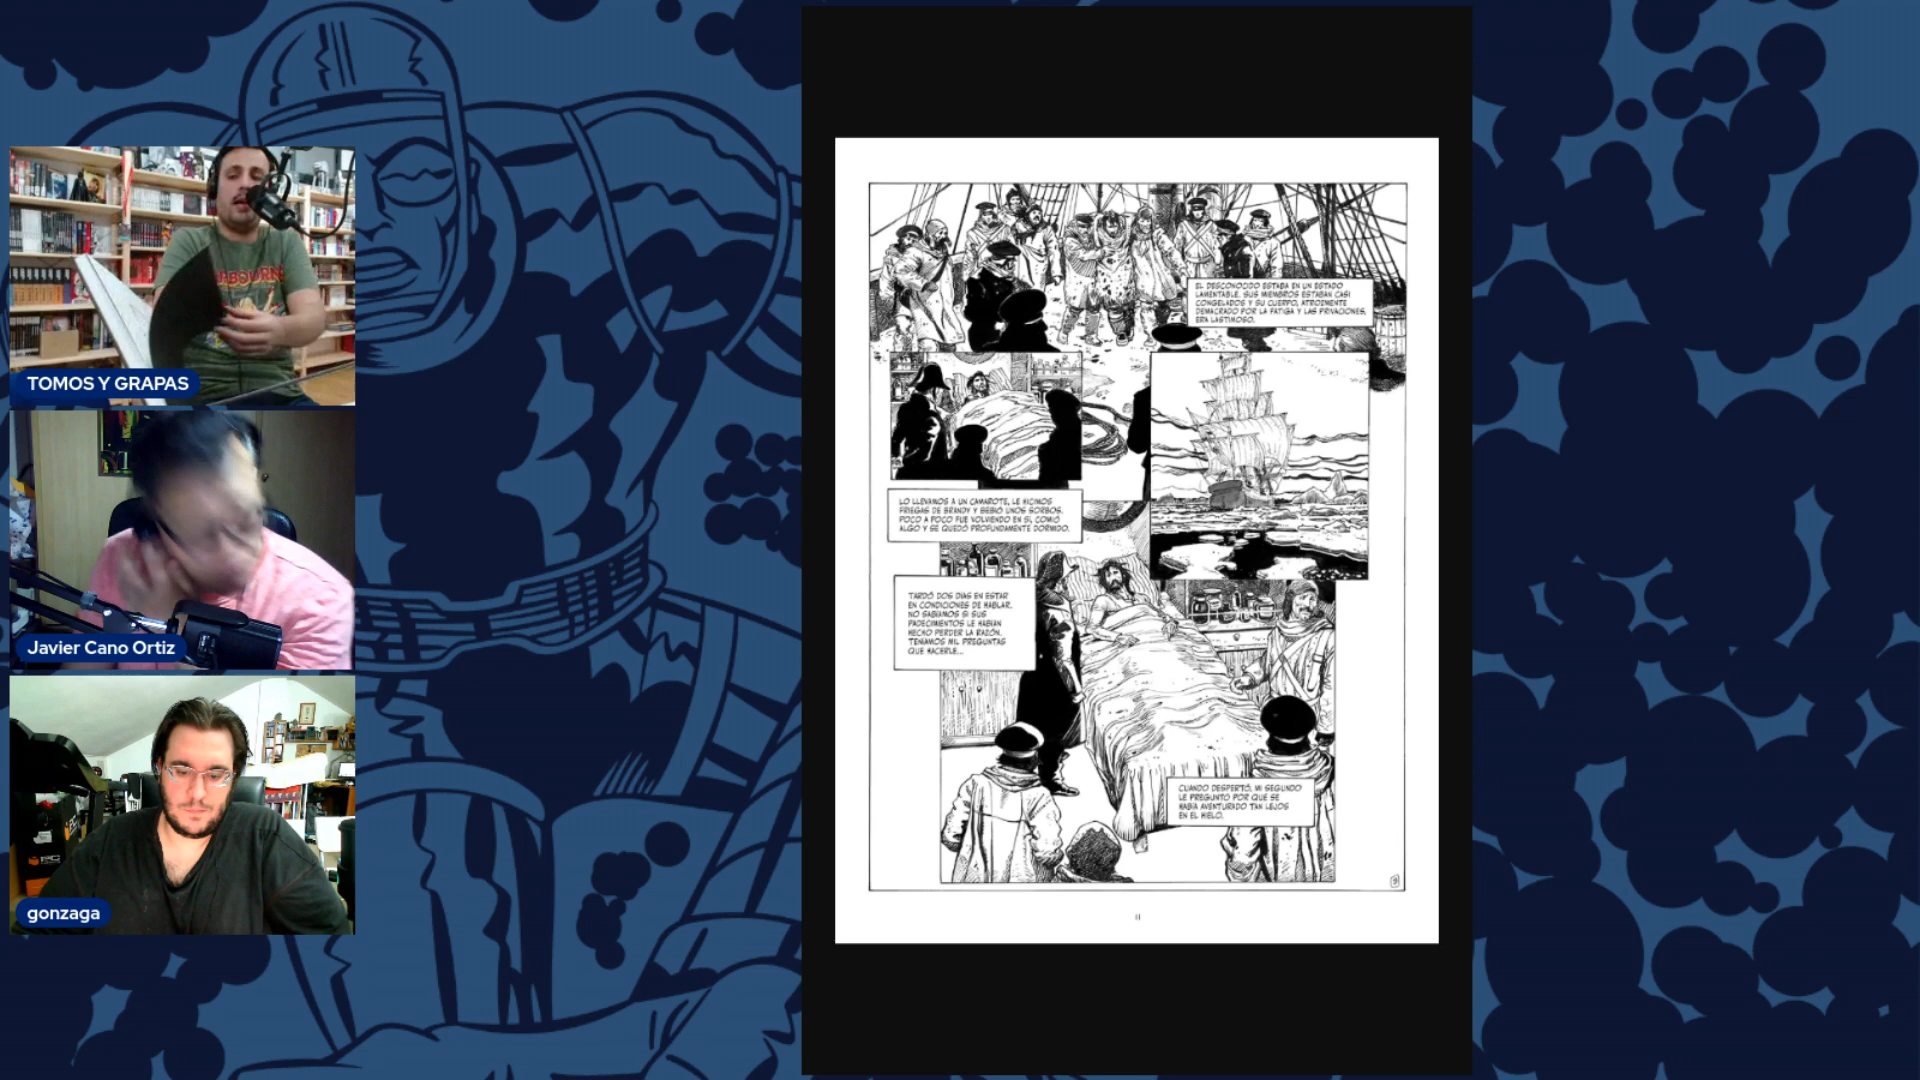 TOMOS Y GRAPAS
Javier Cano Ortiz
gonzaga
EL DESCONOCIDO ESTABA EN UN ESTADO
LAMENTABLE. SUS MIEMBROS ESTABAN CASI
CONGELADOS Y SU CUERPO, ATROZMENTE
DEMACRADO POR LA FATIGA Y LAS PRIVACIONES,
ERA LASTIMOSO.
LO LLEVAMOS A UN CAMAROTE, LE HICIMOS
FRIEGAS DE BRANDY Y BEBIÓ UNOS SORBOS.
POCO A POCO FUE VOLVIENDO EN SÍ, COMIÓ
ALGO Y SE QUEDÓ PROFUNDAMENTE DORMIDO.
TARDÓ DOS DÍAS EN ESTAR
EN CONDICIONES DE HABLAR.
NO SABÍAMOS SI SUS
PADECIMIENTOS LE HABÍAN
HECHO PERDER LA RAZÓN.
TENÍAMOS MIL PREGUNTAS
QUE HACERLE...
CUANDO DESPERTÓ, MI SEGUNDO
LE PREGUNTÓ POR QUÉ SE
HABÍA AVENTURADO TAN LEJOS
EN EL HIELO.
11